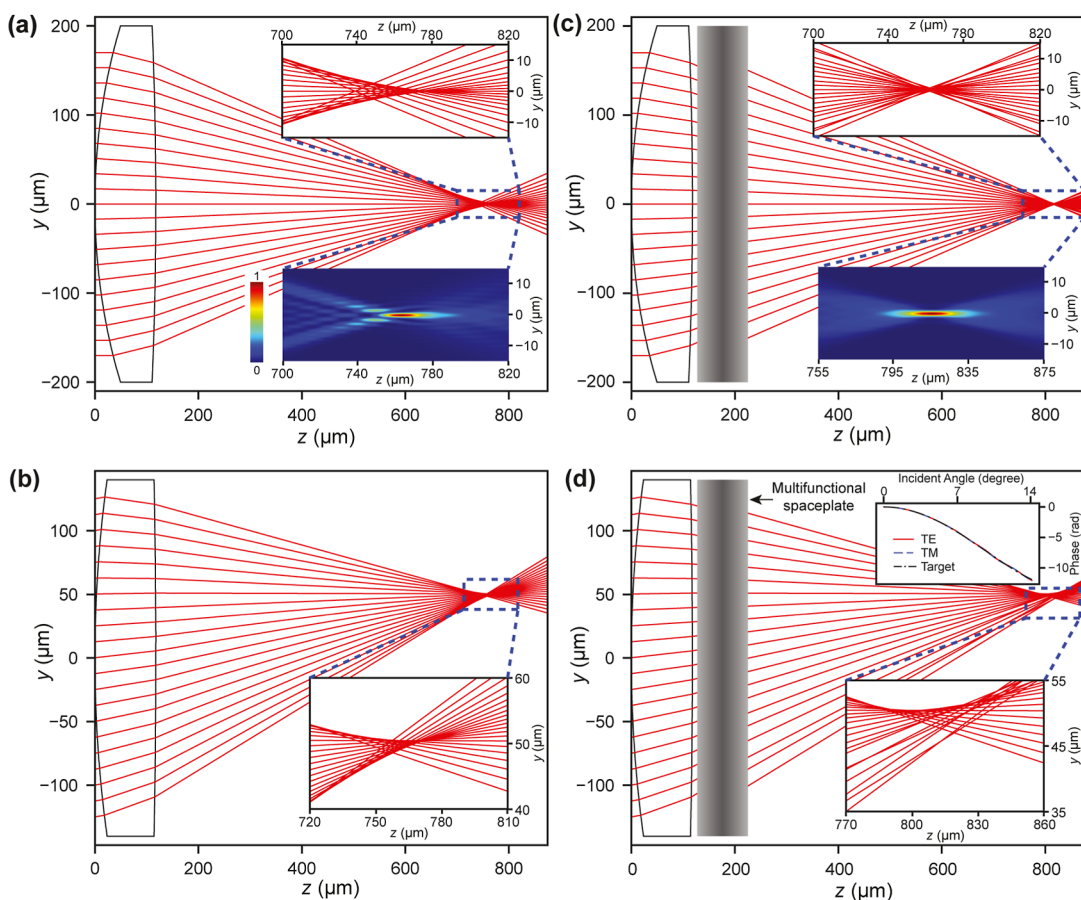 (a)
z (µm)
700 740 780 820
10
0
−10
y (µm)
200
100
0
−100
−200
y (µm)
1
0
10
0
−10
y (µm)
700 740 780 820
z (µm)
0 200 400 600 800
z (µm)
(c)
z (µm)
700 740 780 820
10
0
−10
y (µm)
200
100
0
−100
−200
y (µm)
10
0
−10
y (µm)
755 795 835 875
z (µm)
0 200 400 600 800
z (µm)
(b)
100
50
0
−50
−100
y (µm)
60
50
40
y (µm)
720 750 780 810
z (µm)
0 200 400 600 800
z (µm)
(d)
Multifunctional
spaceplate
Incident Angle (degree)
0 7 14
0
−5
−10
Phase (rad)
TE
TM
Target
100
50
0
−50
−100
y (µm)
55
45
35
y (µm)
770 800 830 860
z (µm)
0 200 400 600 800
z (µm)